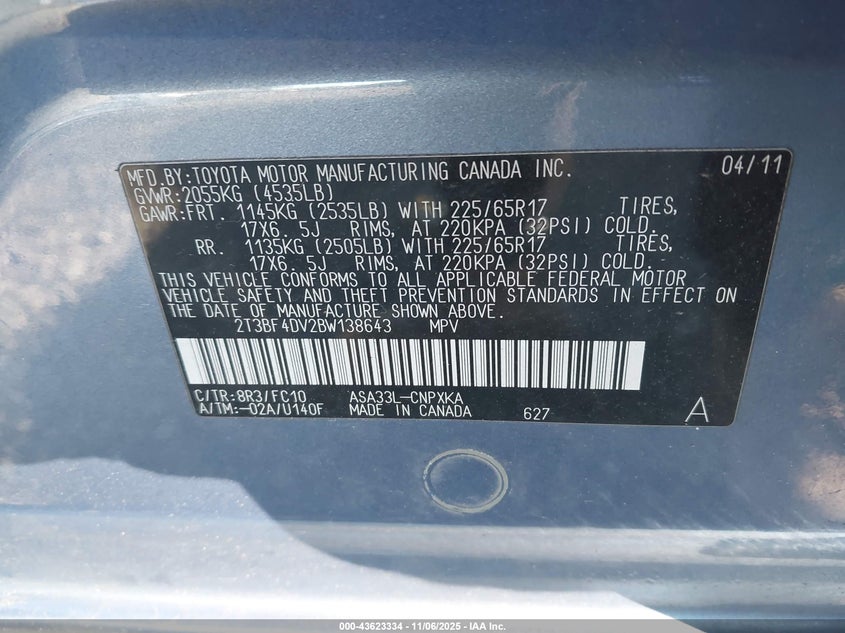 MFD.BY:TOYOTA MOTOR MANUFACTURING CANADA INC. 04/11
GVWR:2055KG (4535LB)
GAWR:FRT. 1145KG (2535LB) WITH 225/65R17 TIRES,
17X6. 5J RIMS, AT 220KPA (32PSI) COLD.
RR. 1135KG (2505LB) WITH 225/65R17 TIRES,
17X6. 5J RIMS, AT 220KPA (32PSI) COLD.
THIS VEHICLE CONFORMS TO ALL APPLICABLE FEDERAL MOTOR
VEHICLE SAFETY AND THEFT PREVENTION STANDARDS IN EFFECT ON
THE DATE OF MANUFACTURE SHOWN ABOVE.
2T3BF4DV2BW138643 MPV
C/TR:8R3/FC10 ASA33L-CNPXKA
A/TM:-02A/U140F MADE IN CANADA 627 A
000-43623334 - 11/06/2025 - IAA Inc.